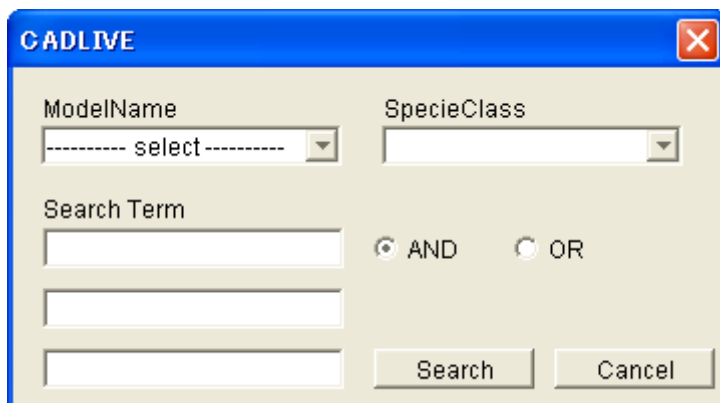 CADLIVE
ModelName SpecieClass
---------- select ----------
Search Term
AND OR
Search Cancel